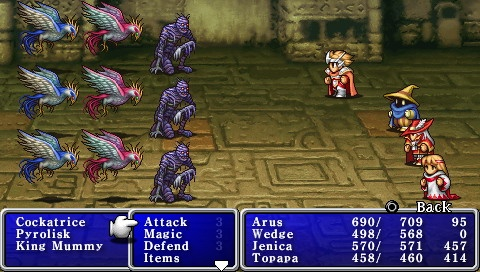 Back
Cockatrice Attack 3 Arus 690/ 709 95
Pyrolisk Magic 3 Wedge 498/ 568 0
King Mummy Defend 3 Jenica 570/ 571 457
Items Topapa 458/ 460 414